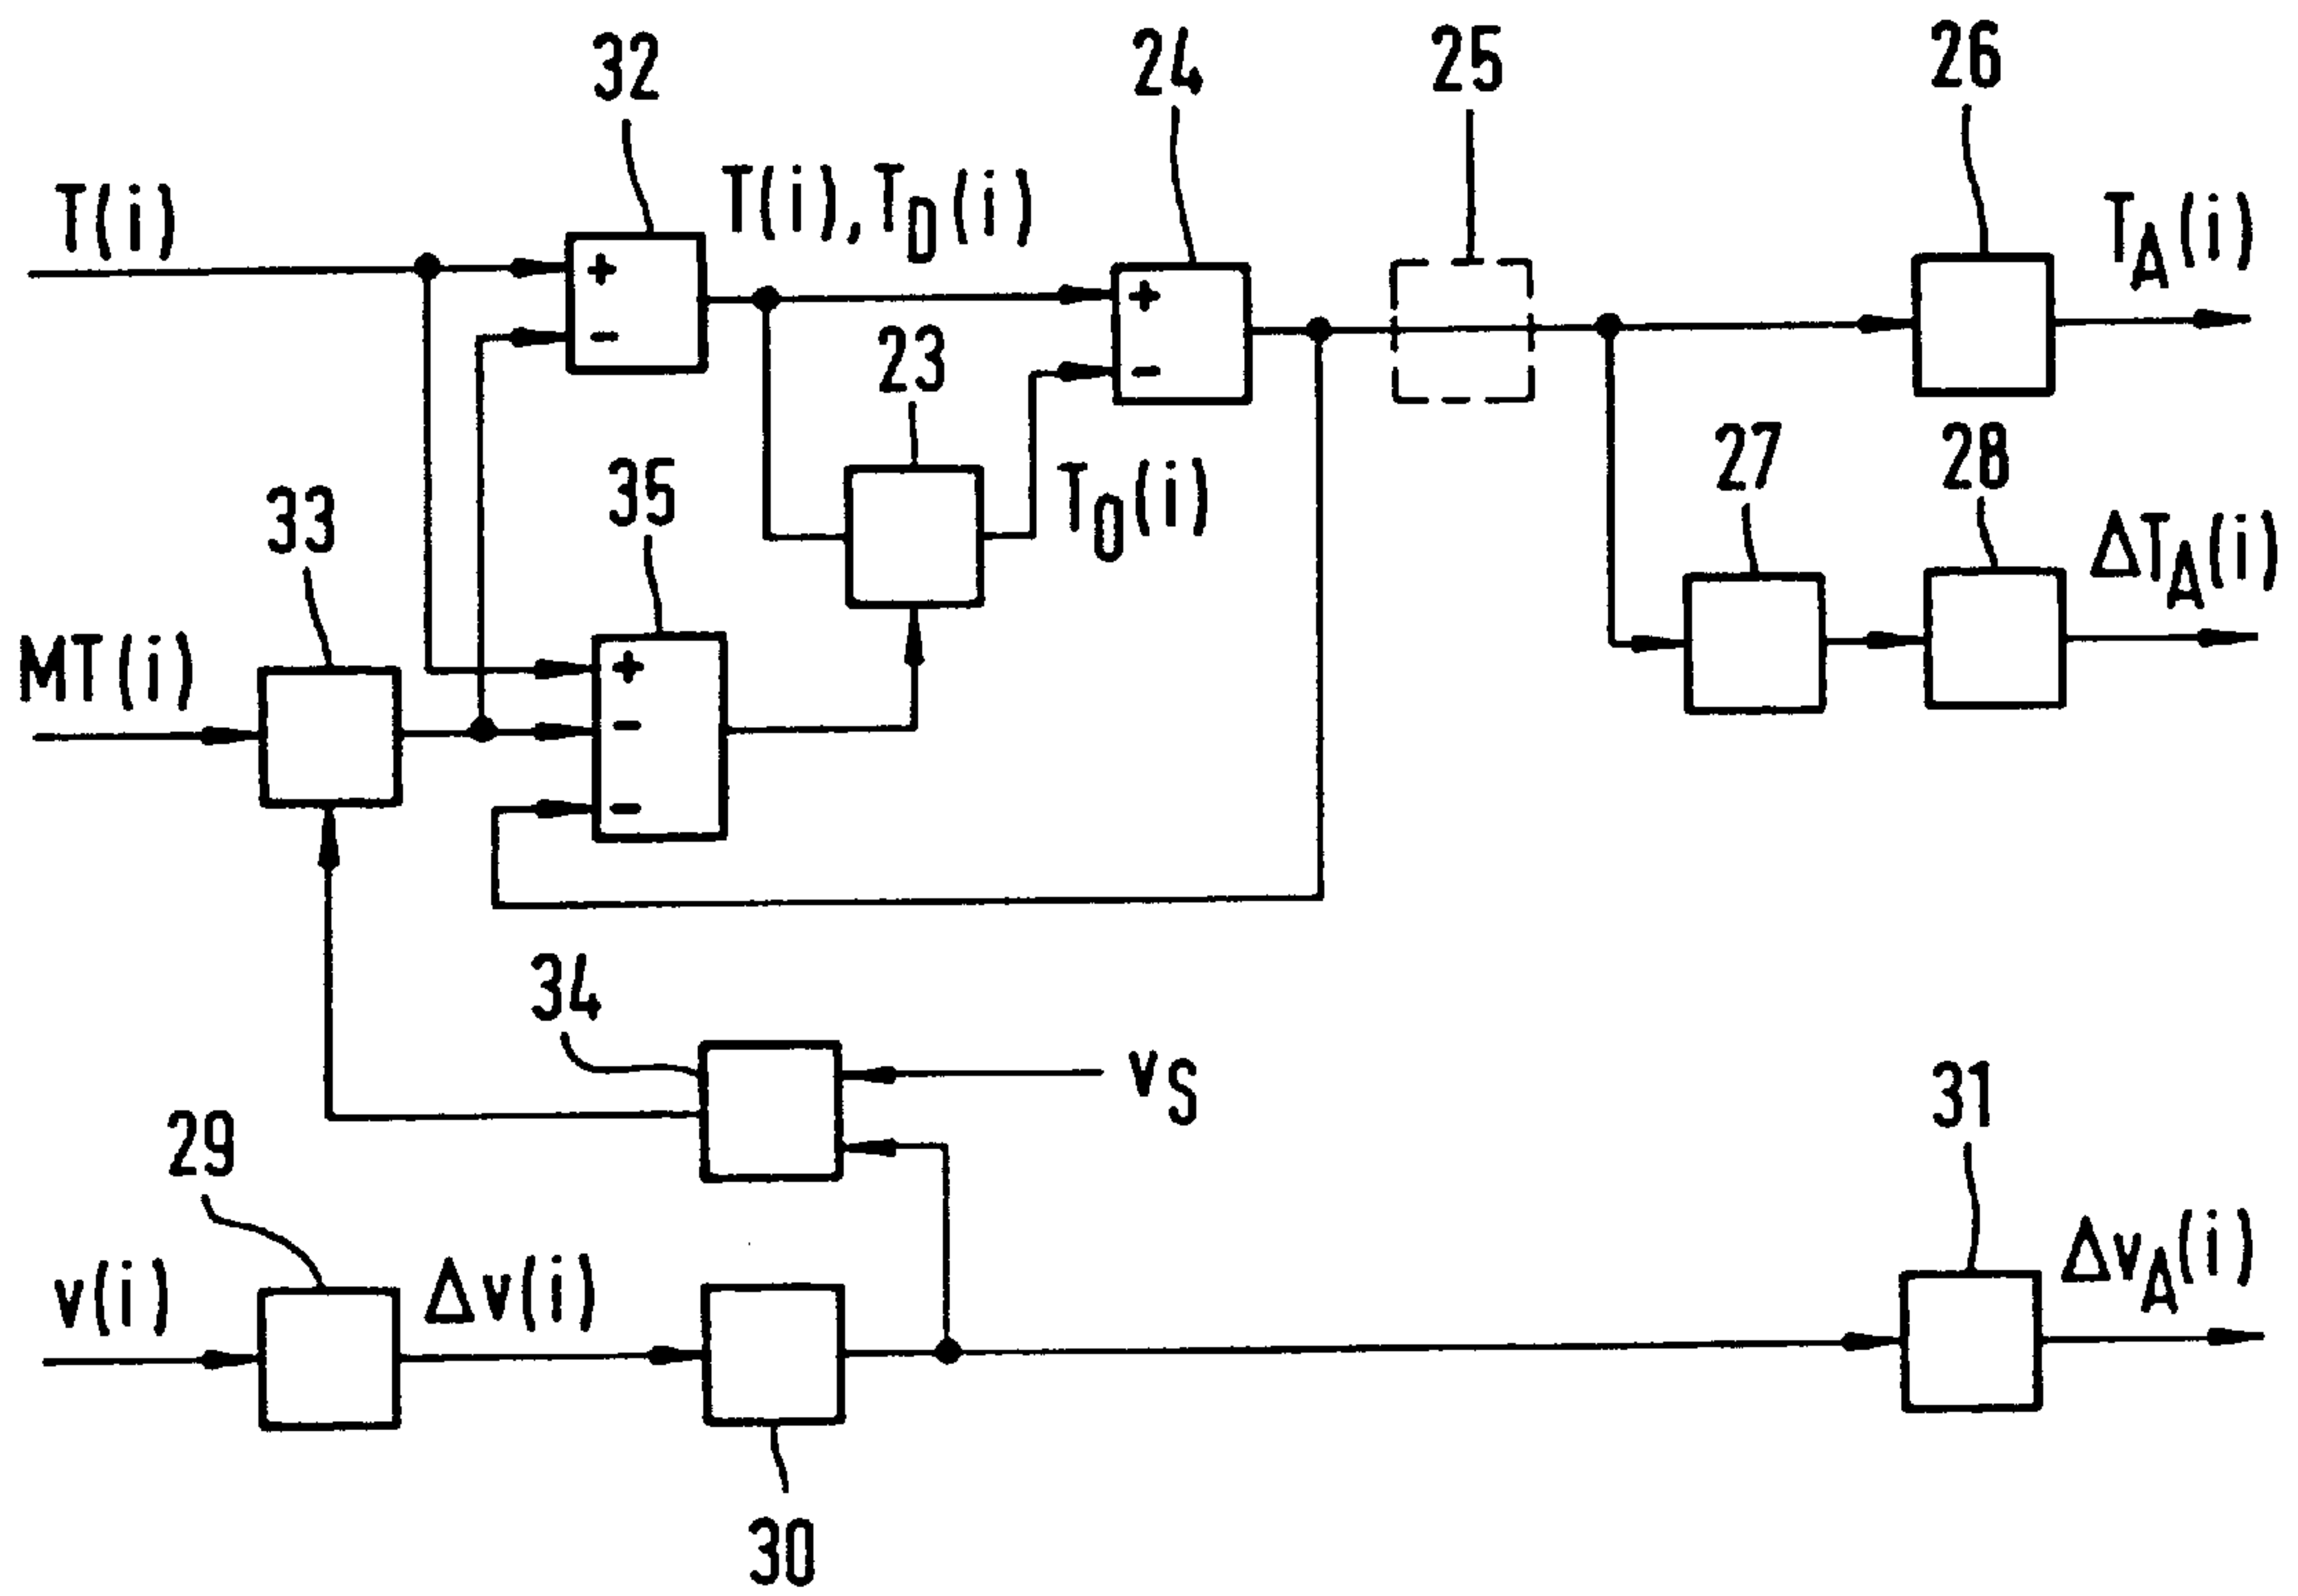 32
24
25
26
T(i)
T(i), T_D(i)
T_A(i)
+
-
+
-
23
27
28
33
35
T_0(i)
ΔT_A(i)
MT(i)
+
-
-
34
v_S
29
31
v(i)
Δv(i)
Δv_A(i)
30